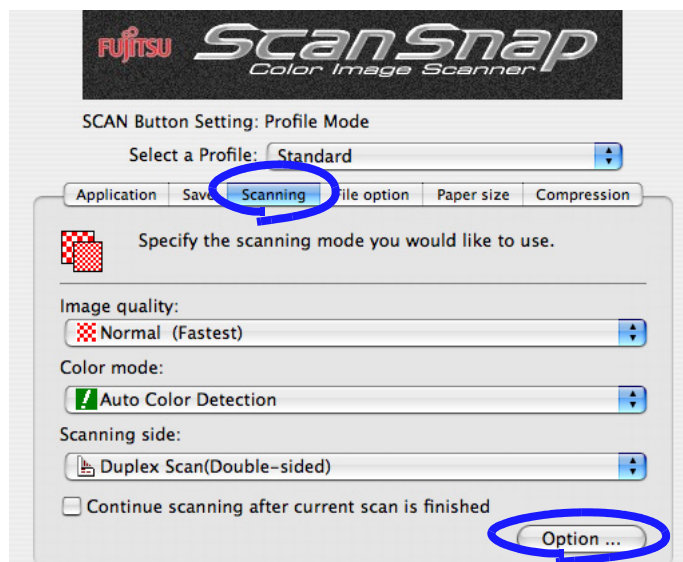 FUJITSU ScanSnap
Color Image Scanner
SCAN Button Setting: Profile Mode
Select a Profile: Standard
Application Save Scanning File option Paper size Compression
Specify the scanning mode you would like to use.
Image quality:
Normal (Fastest)
Color mode:
Auto Color Detection
Scanning side:
Duplex Scan(Double-sided)
Continue scanning after current scan is finished
Option ...